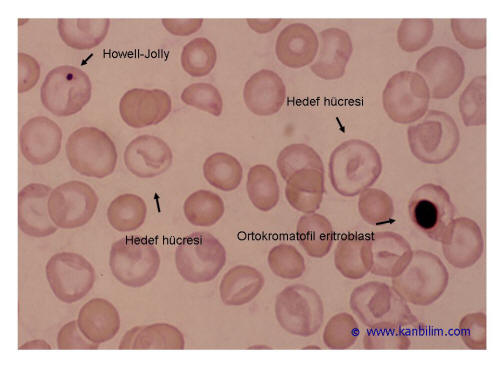 Howell-Jolly
Hedef hücresi
Hedef hücresi
Ortokromatofil eritroblast
© www.kanbilim.com